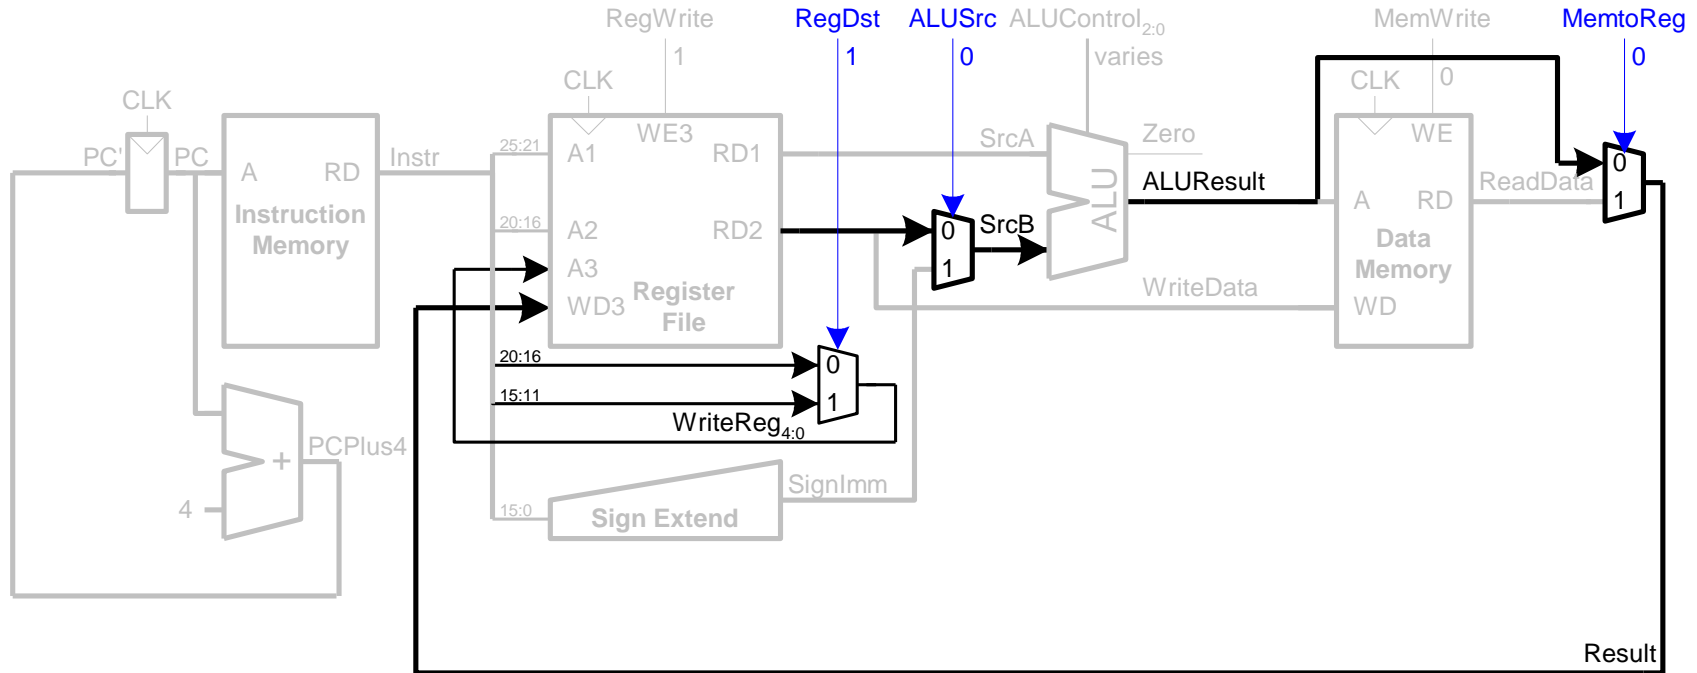 RegWrite
RegDst
ALUSrc
ALUControl2:0
MemWrite
MemtoReg
1
1
0
varies
0
0
CLK
CLK
CLK
PC'
PC
A
RD
Instr
Instruction
Memory
25:21
20:16
A1
A2
A3
WD3
WE3
RD1
RD2
Register
File
20:16
15:11
0
1
WriteReg4:0
15:0
Sign Extend
SignImm
SrcA
0
1
SrcB
ALU
Zero
ALUResult
WriteData
WE
A
RD
Data
Memory
WD
ReadData
0
1
PCPlus4
+
4
Result